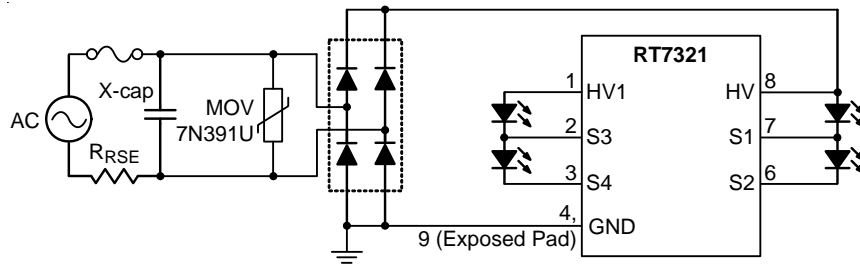 RT7321
X-cap
AC
RRSE
MOV
7N391U
1
HV1
2
S3
3
S4
4,
GND
9 (Exposed Pad)
HV
8
S1
7
S2
6